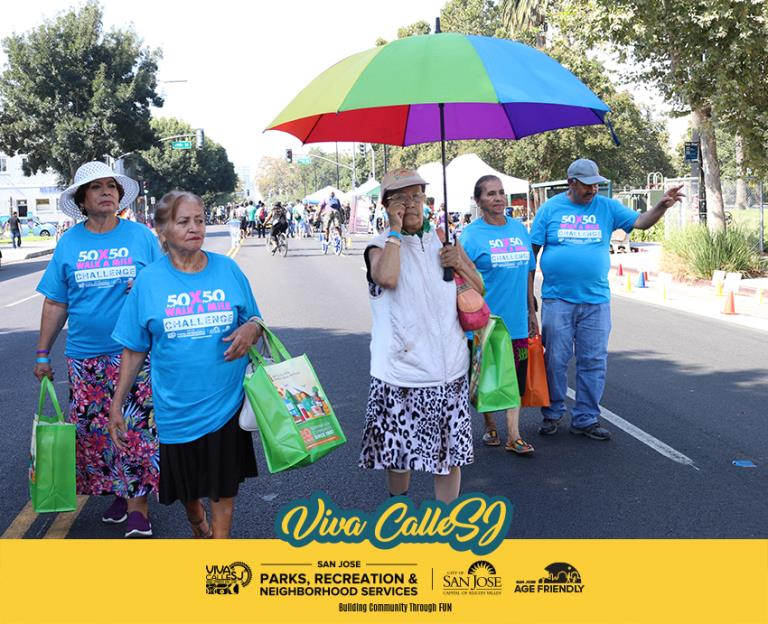 50X50
WALK A MILE
CHALLENGE
50X50
WALK A MILE
CHALLENGE
50X50
WALK A MILE
CHALLENGE
50X50
WALK A MILE
CHALLENGE
Viva CalleSJ
VIVA
CALLE SJ
SAN JOSE
PARKS, RECREATION &
NEIGHBORHOOD SERVICES
Building Community Through FUN
CITY OF
SAN JOSE
CAPITAL OF SILICON VALLEY
SAN JOSE
AGE FRIENDLY